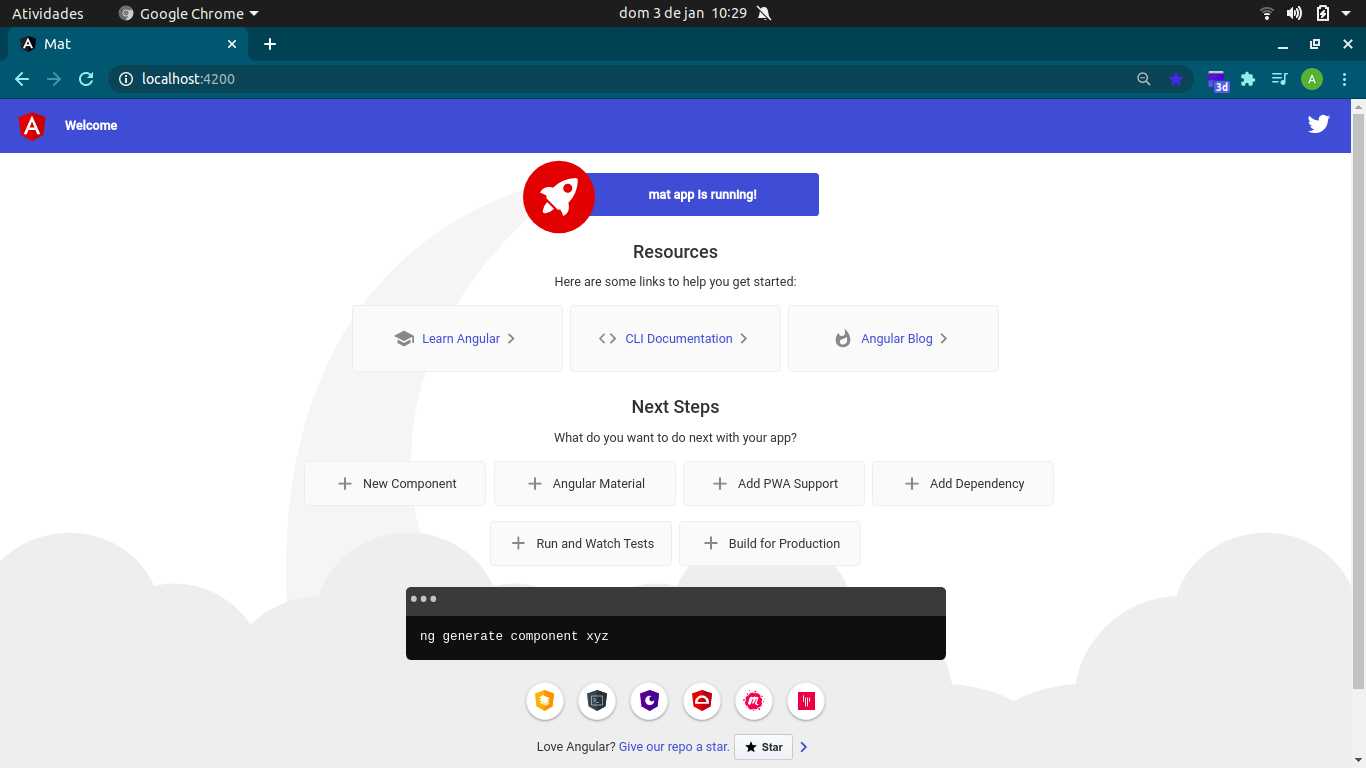 Atividades Google Chrome dom 3 de jan 10:29
Mat
localhost:4200 3d A
Welcome
mat app is running!
Resources
Here are some links to help you get started:
Learn Angular CLI Documentation Angular Blog
Next Steps
What do you want to do next with your app?
New Component Angular Material Add PWA Support Add Dependency
Run and Watch Tests Build for Production
ng generate component xyz
Love Angular? Give our repo a star. Star